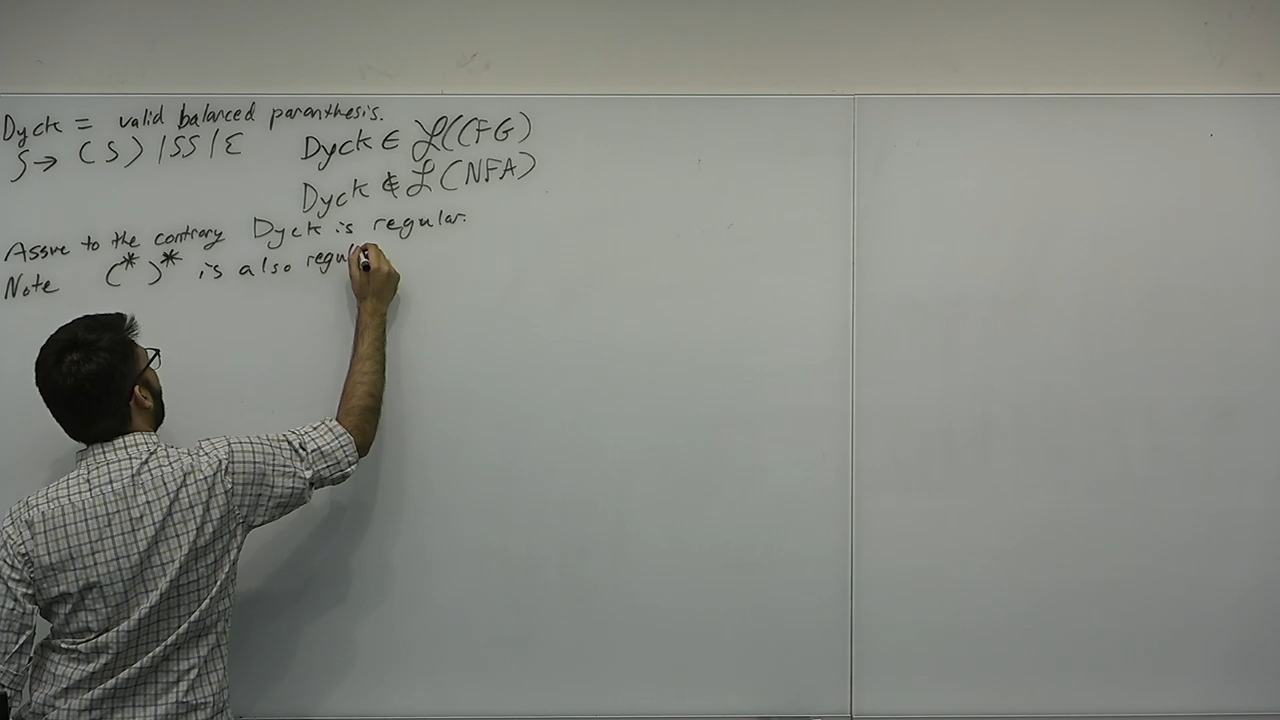 Dyck = valid balanced paranthesis.
S → (S) | SS | ε
Dyck ∈ ℒ(CFG)
Dyck ∉ ℒ(NFA)
Assue to the contrary Dyck is regular.
Note (* )* is also regu